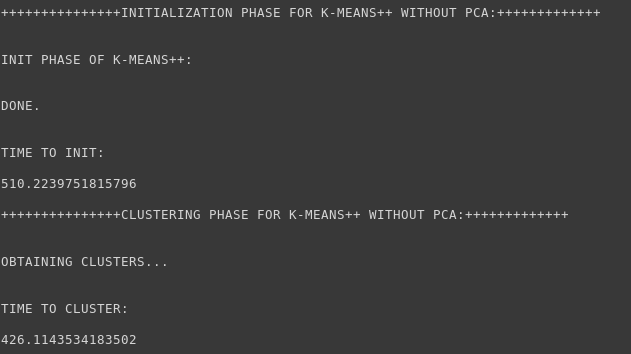 +++++++++++++++INITIALIZATION PHASE FOR K-MEANS++ WITHOUT PCA:+++++++++++++
INIT PHASE OF K-MEANS++:
DONE.
TIME TO INIT:
510.2239751815796
+++++++++++++++CLUSTERING PHASE FOR K-MEANS++ WITHOUT PCA:+++++++++++++
OBTAINING CLUSTERS...
TIME TO CLUSTER:
426.1143534183502